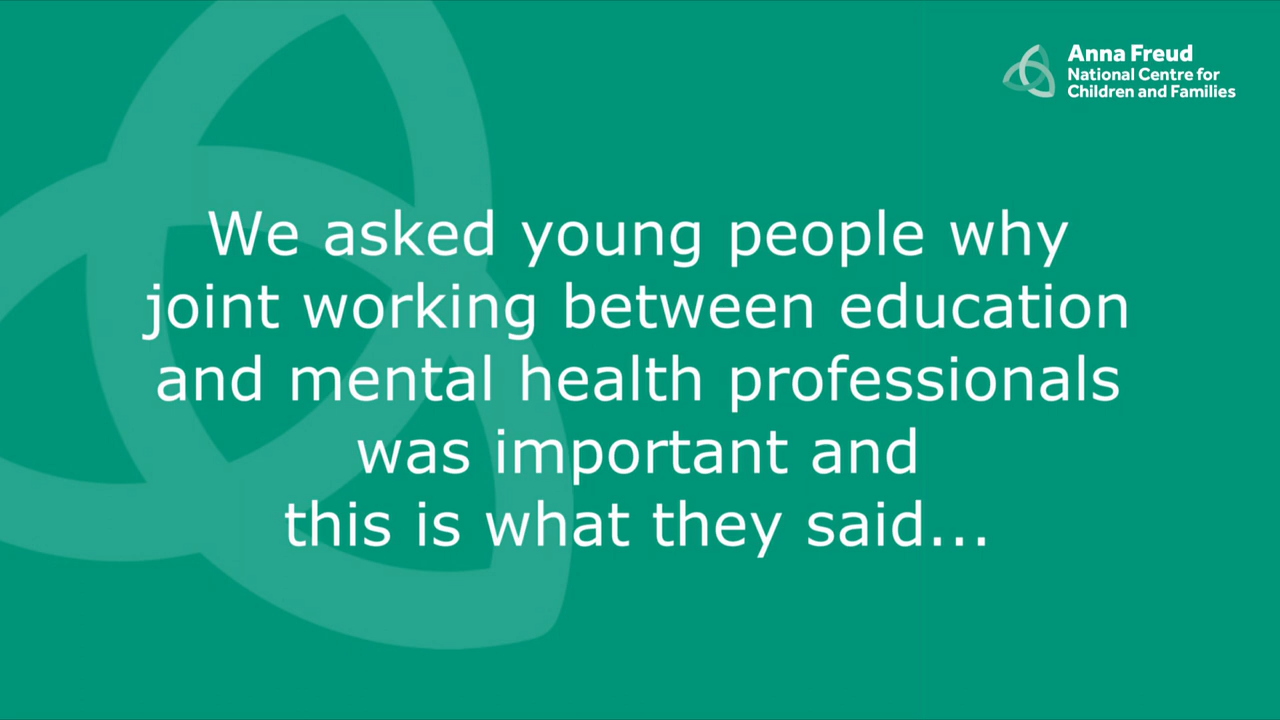 Anna Freud
National Centre for
Children and Families
We asked young people why
joint working between education
and mental health professionals
was important and
this is what they said...